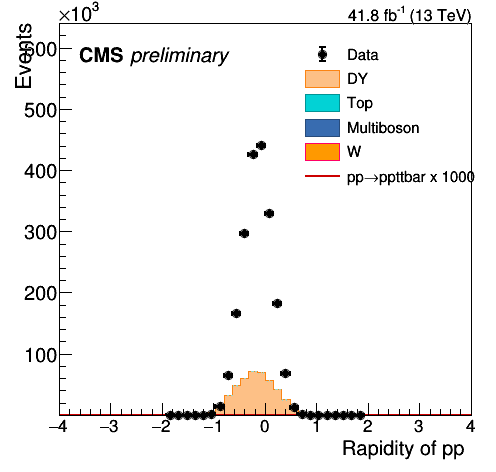 ×10³
41.8 fb⁻¹ (13 TeV)
Events
CMS preliminary
Data
DY
Top
Multiboson
W
pp→ppttbar x 1000
600
500
400
300
200
100
−4 −3 −2 −1 0 1 2 3 4
Rapidity of pp